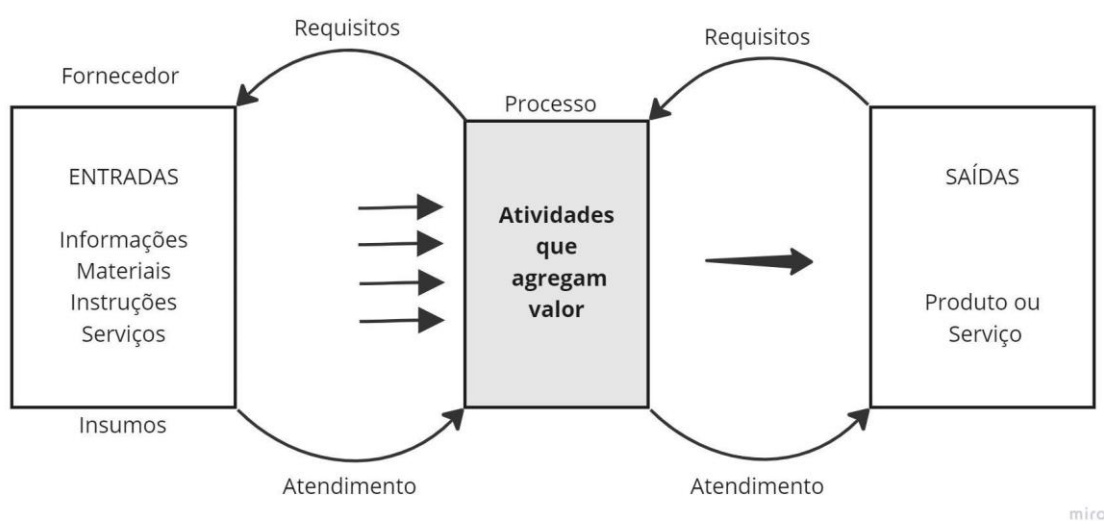 Requisitos
Requisitos
Fornecedor
Processo
ENTRADAS
Informações
Materiais
Instruções
Serviços
Insumos
Atividades
que
agregam
valor
SAÍDAS
Produto ou
Serviço
Atendimento
Atendimento
miro